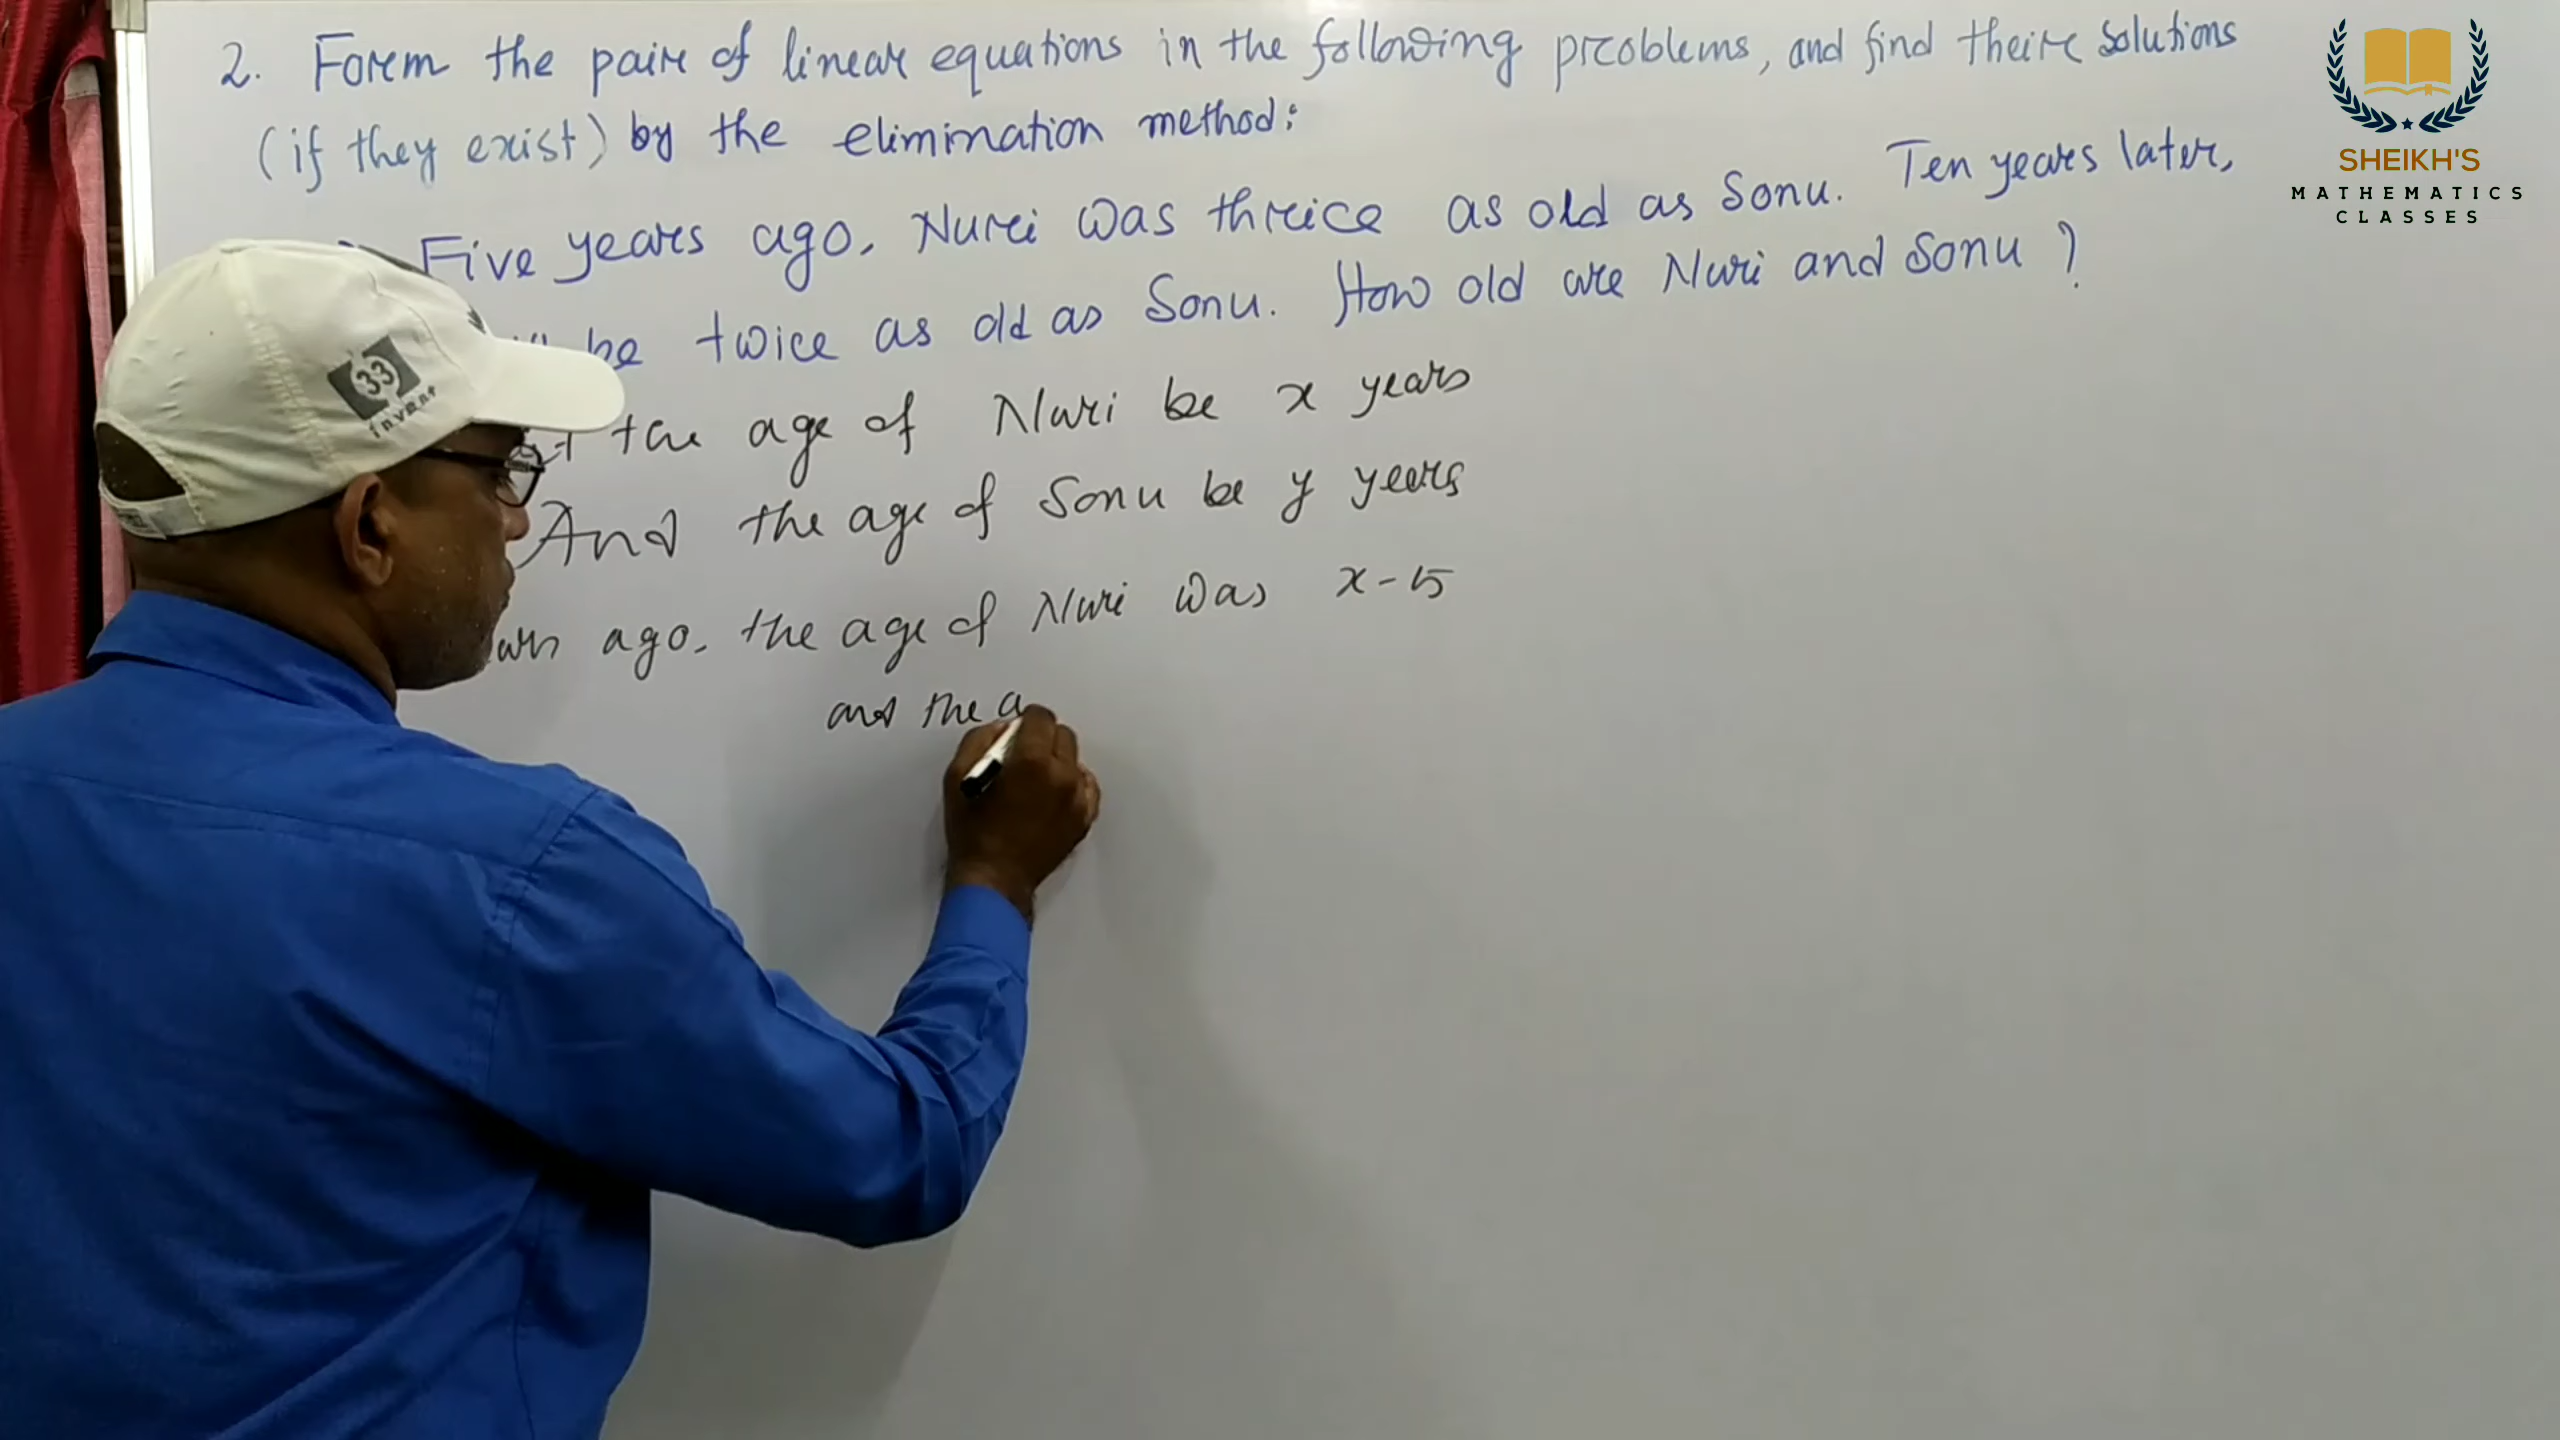 2. Form the pair of linear equations in the following problems, and find their solutions
(if they exist) by the elimination method:
Five years ago, Nuri was thrice as old as Sonu. Ten years later,
be twice as old as Sonu. How old are Nuri and Sonu?
the age of Nuri be x years
And the age of Sonu be y years
ago, the age of Nuri was x-5
and the a
SHEIKH'S
MATHEMATICS
CLASSES
33
invent